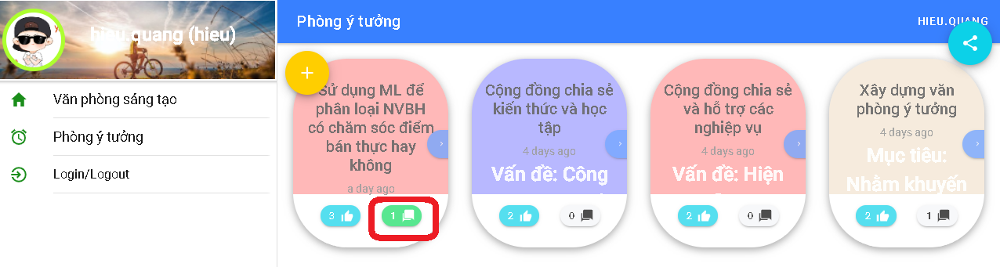 hieu.quang (hieu)
Văn phòng sáng tạo
Phòng ý tưởng
Login/Logout
Phòng ý tưởng
HIEU.QUANG
Sử dụng ML để
phân loại NVBH
có chăm sóc điểm
bán thực hay
không
a day ago
3
1
Cộng đồng chia sẻ
kiến thức và học
tập
4 days ago
Vấn đề: Công
2
0
Cộng đồng chia sẻ
và hỗ trợ các
nghiệp vụ
4 days ago
Vấn đề: Hiện
2
0
Xây dựng văn
phòng ý tưởng
4 days ago
Mục tiêu:
Nhằm khuyến
2
1